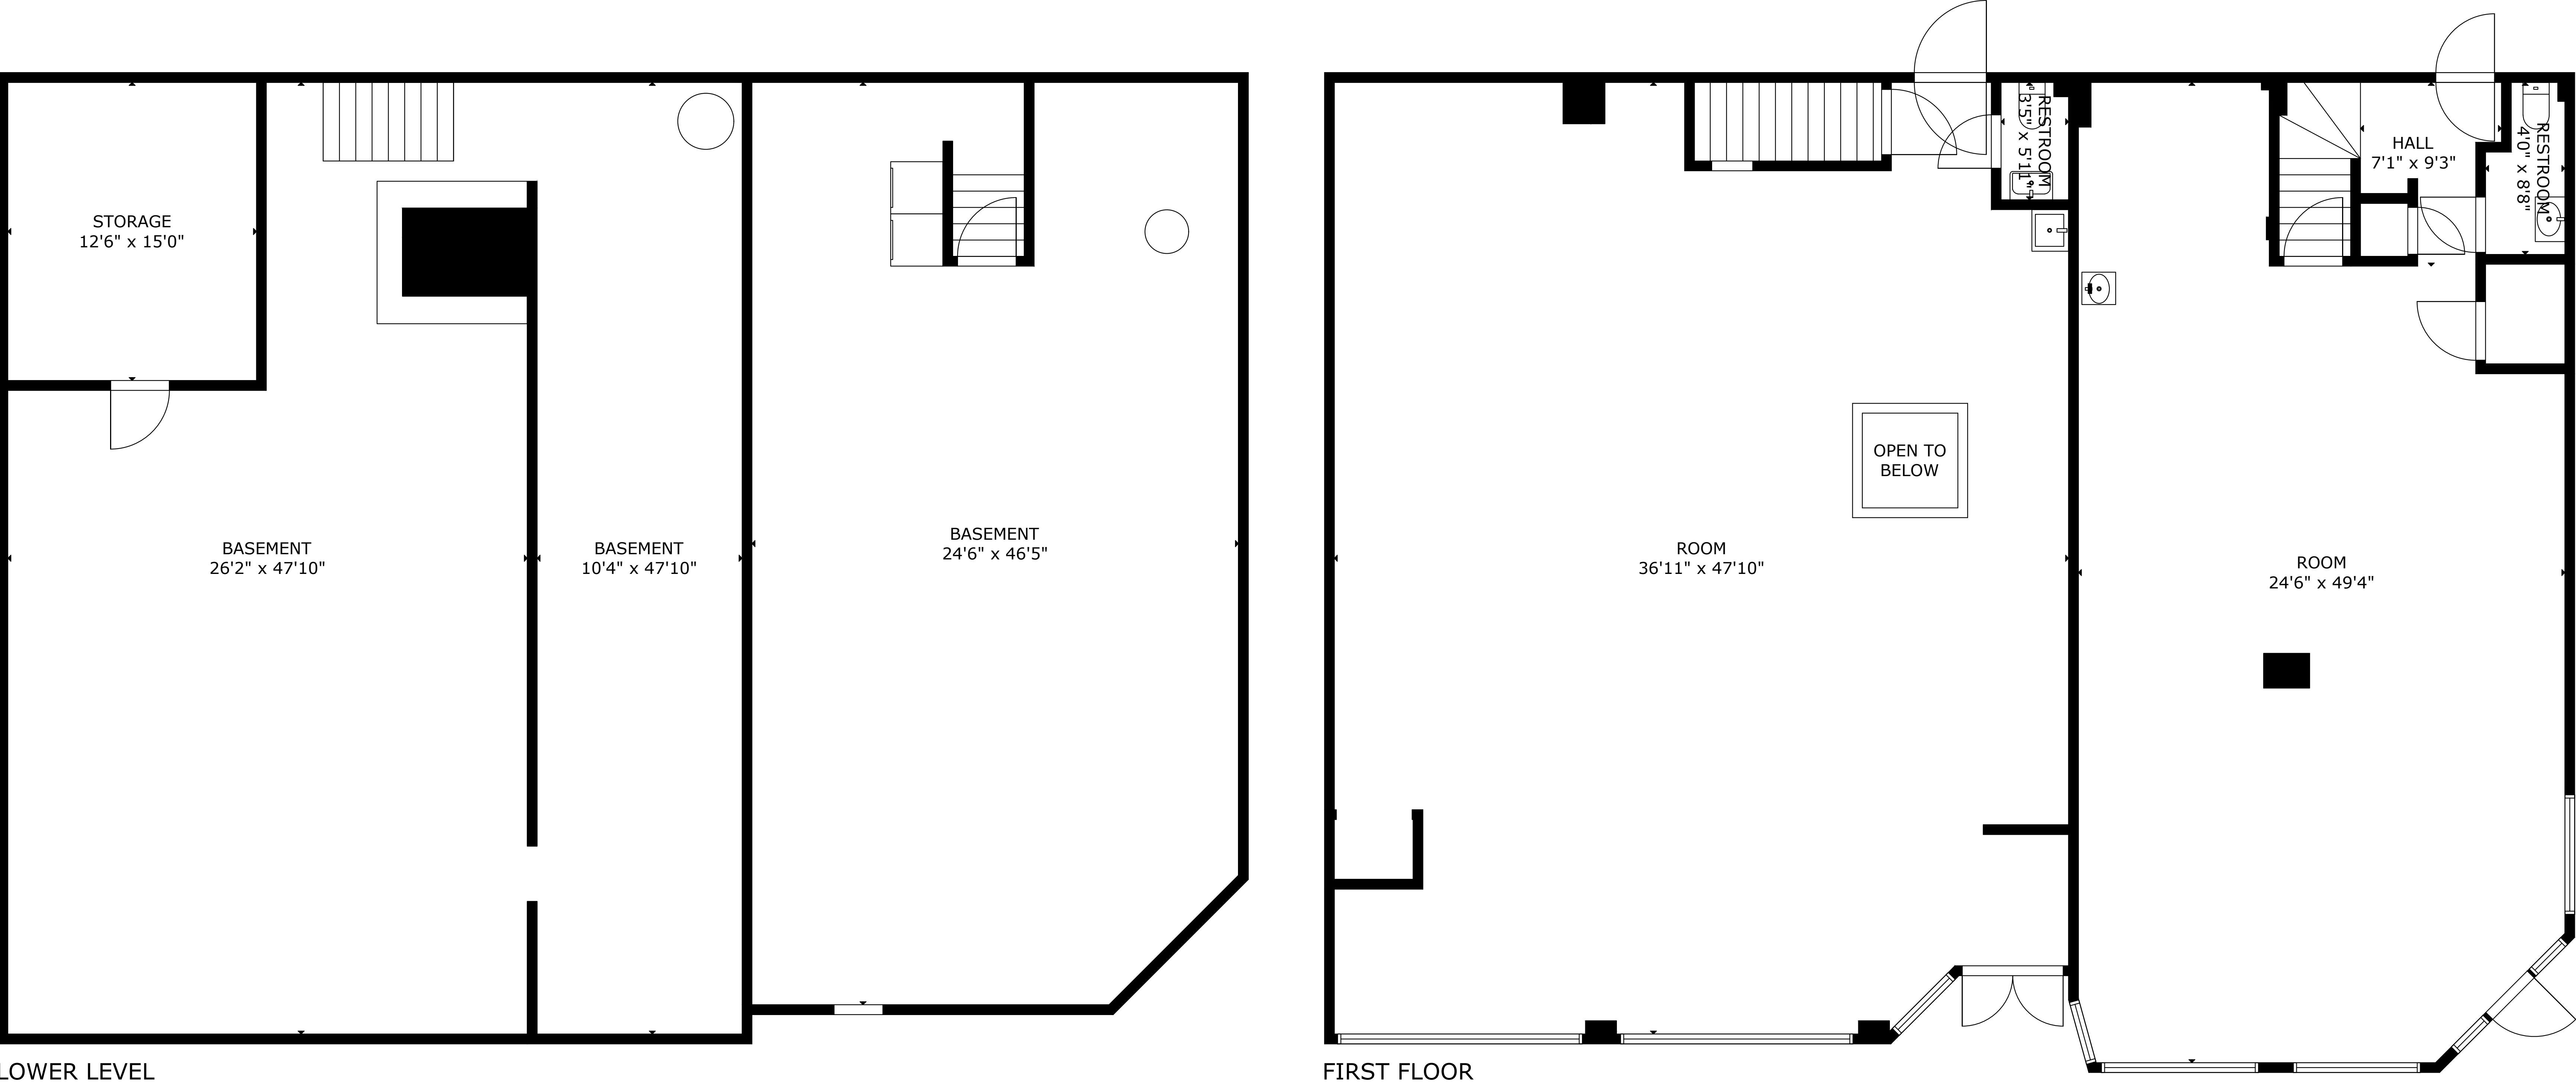 STORAGE
12'6" x 15'0"
BASEMENT
26'2" x 47'10"
BASEMENT
10'4" x 47'10"
BASEMENT
24'6" x 46'5"
LOWER LEVEL
RESTROOM
3'5" x 5'11"
HALL
7'1" x 9'3"
RESTROOM
4'0" x 8'8"
OPEN TO
BELOW
ROOM
36'11" x 47'10"
ROOM
24'6" x 49'4"
FIRST FLOOR